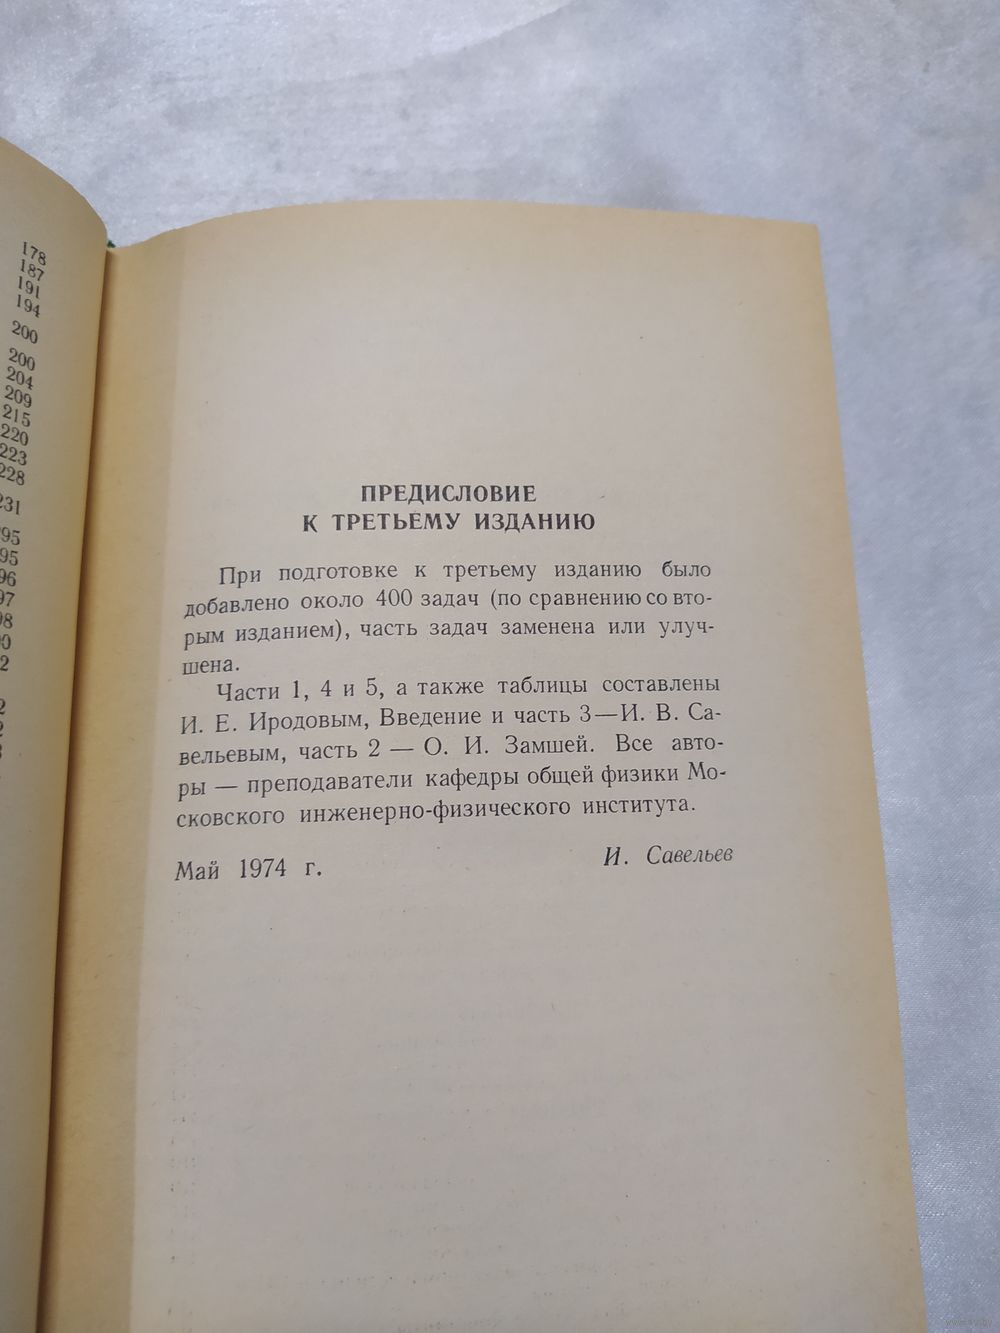 178
187
191
194
200
200
204
209
215
220
223
228
231
ПРЕДИСЛОВИЕ
К ТРЕТЬЕМУ ИЗДАНИЮ
При подготовке к третьему изданию было
добавлено около 400 задач (по сравнению со вто-
рым изданием), часть задач заменена или улуч-
шена.
Части 1, 4 и 5, а также таблицы составлены
И. Е. Иродовым, Введение и часть 3—И. В. Са-
вельевым, часть 2 — О. И. Замшей. Все авто-
ры — преподаватели кафедры общей физики Мо-
сковского инженерно-физического института.
Май 1974 г.
И. Савельев